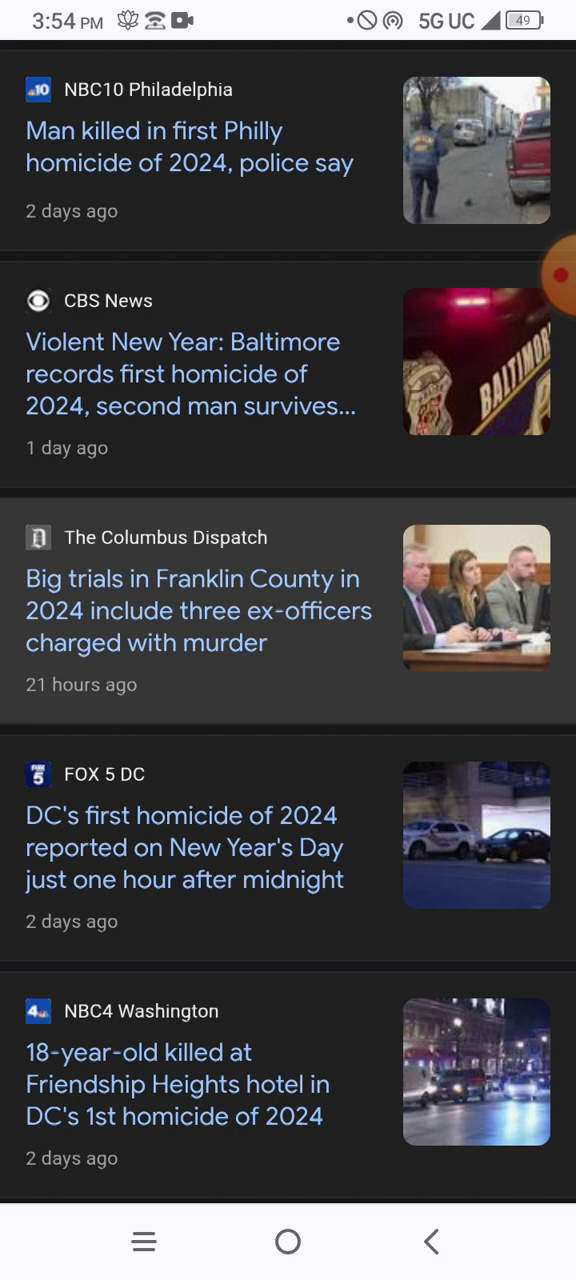 3:54 PM
5G UC
49
NBC10 Philadelphia
Man killed in first Philly
homicide of 2024, police say
2 days ago
CBS News
Violent New Year: Baltimore
records first homicide of
2024, second man survives...
1 day ago
BALTIMOR
The Columbus Dispatch
Big trials in Franklin County in
2024 include three ex-officers
charged with murder
21 hours ago
FOX 5 DC
DC's first homicide of 2024
reported on New Year's Day
just one hour after midnight
2 days ago
NBC4 Washington
18-year-old killed at
Friendship Heights hotel in
DC's 1st homicide of 2024
2 days ago